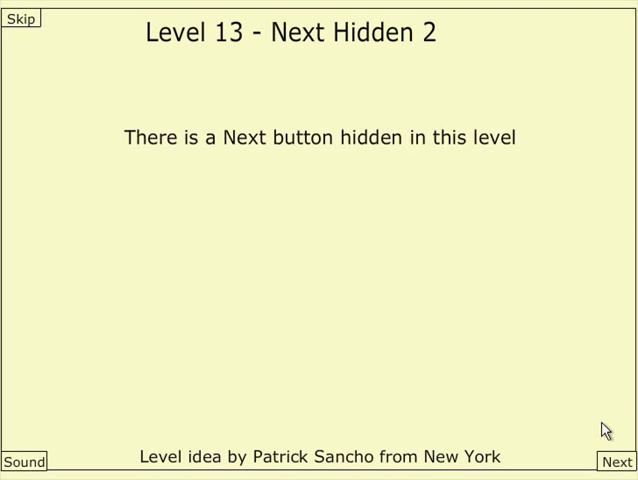 Skip
Level 13 - Next Hidden 2
There is a Next button hidden in this level
Sound
Level idea by Patrick Sancho from New York
Next